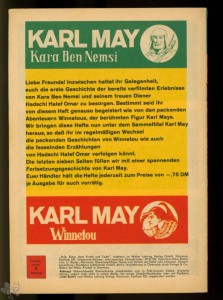 KARL MAY
Kara Ben Nemsi
Liebe Freunde! Inzwischen hattet ihr Gelegenheit,
auch die erste Geschichte der bereits verfilmten Erlebnisse
von Kara Ben Nemsi und seinem treuen Diener
Hadschi Halef Omar zu besorgen. Bestimmt seid ihr
von diesem Heft genau so begeistert wie von den packenden
Abenteuern Winnetous, der berühmten Figur Karl Mays.
Wir bringen diese Hefte nun unter dem Sammeltitel Karl May
heraus, so daß ihr im regelmäßigen Wechsel
die packenden Geschichten von Winnetou wie auch
die fesselnden Erzählungen
von Hadschi Halef Omar verfolgen könnt.
Die letzten sieben Seiten füllen wir mit einer spannenden
Fortsetzungsgeschichte von Karl May.
Euer Händler hält die Hefte jederzeit zum Preise von –,75 DM
je Ausgabe für euch vorrätig.
KARL MAY
Winnetou